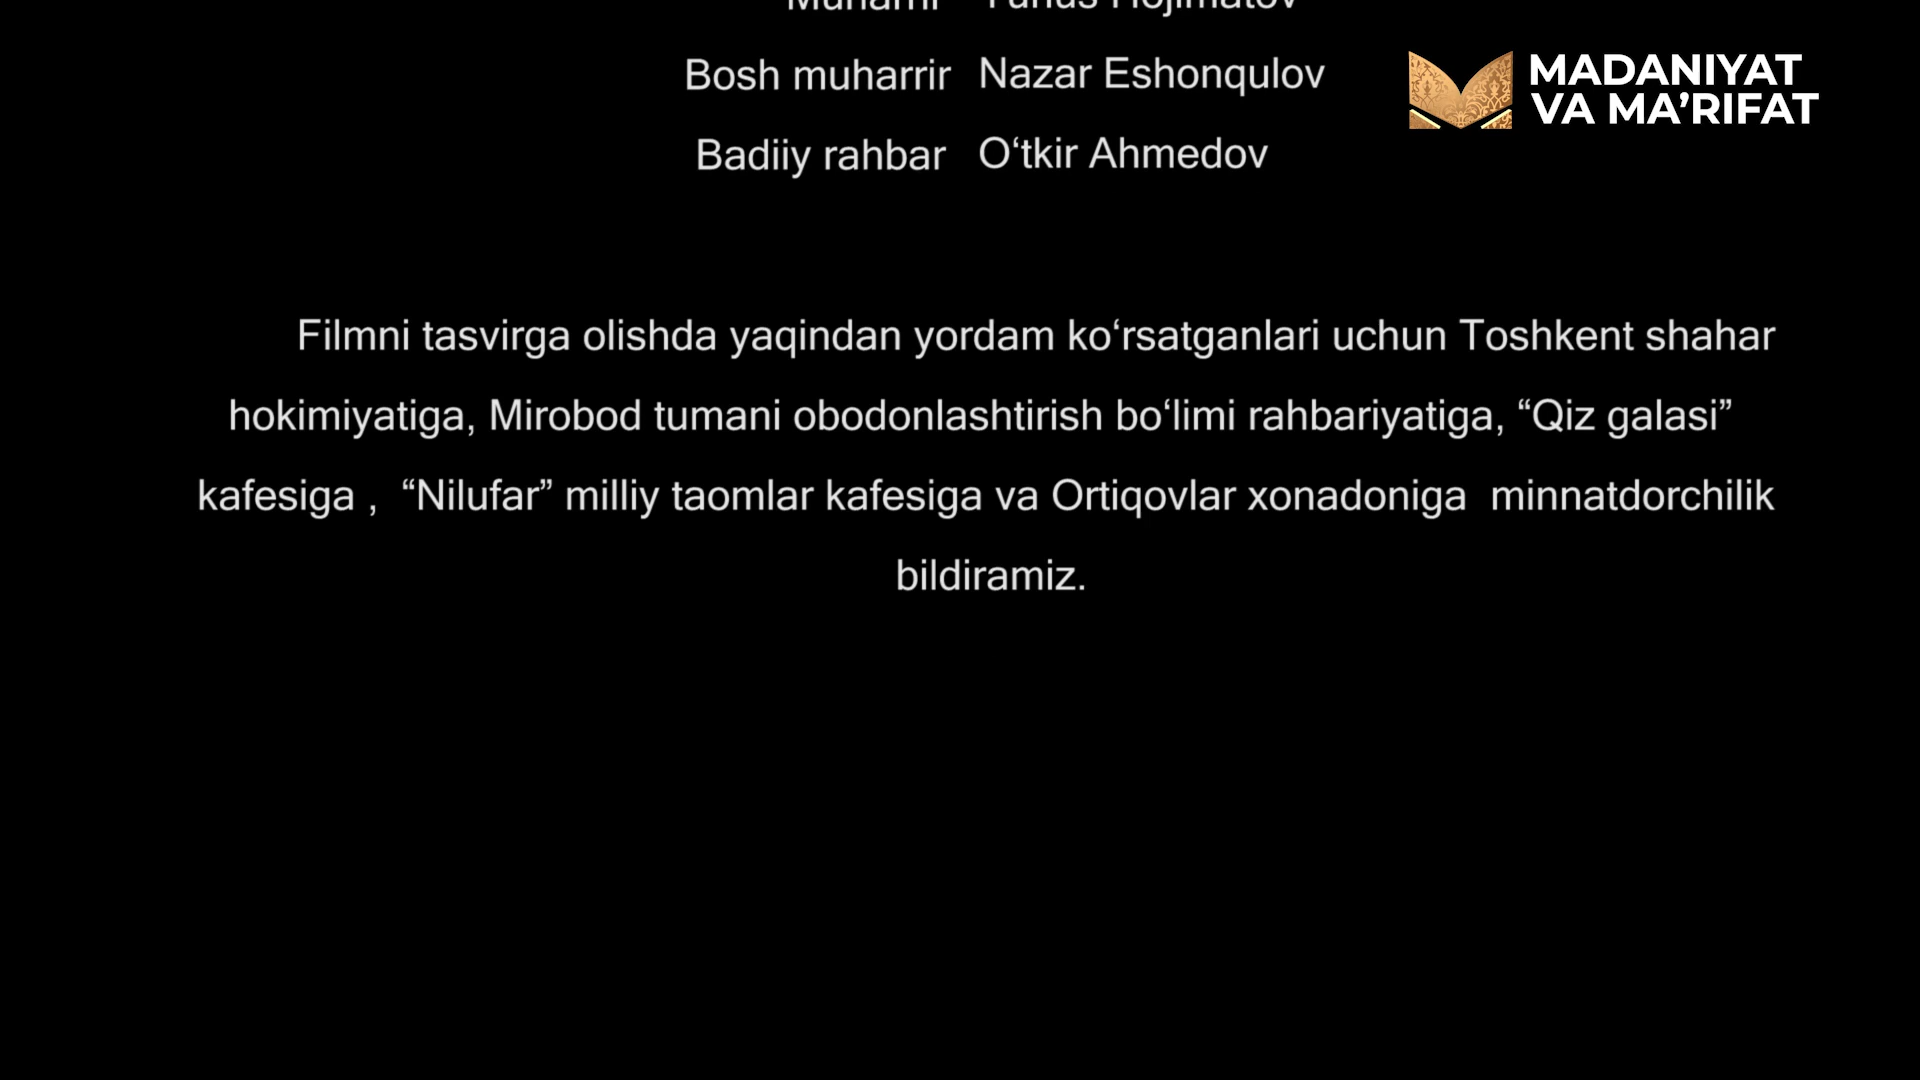 Bosh muharrir Nazar Eshonqulov
Badiiy rahbar O‘tkir Ahmedov
MADANIYAT
VA MA’RIFAT
Filmni tasvirga olishda yaqindan yordam ko‘rsatganlari uchun Toshkent shahar
hokimiyatiga, Mirobod tumani obodonlashtirish bo‘limi rahbariyatiga, “Qiz galasi”
kafesiga , “Nilufar” milliy taomlar kafesiga va Ortiqovlar xonadoniga minnatdorchilik
bildiramiz.